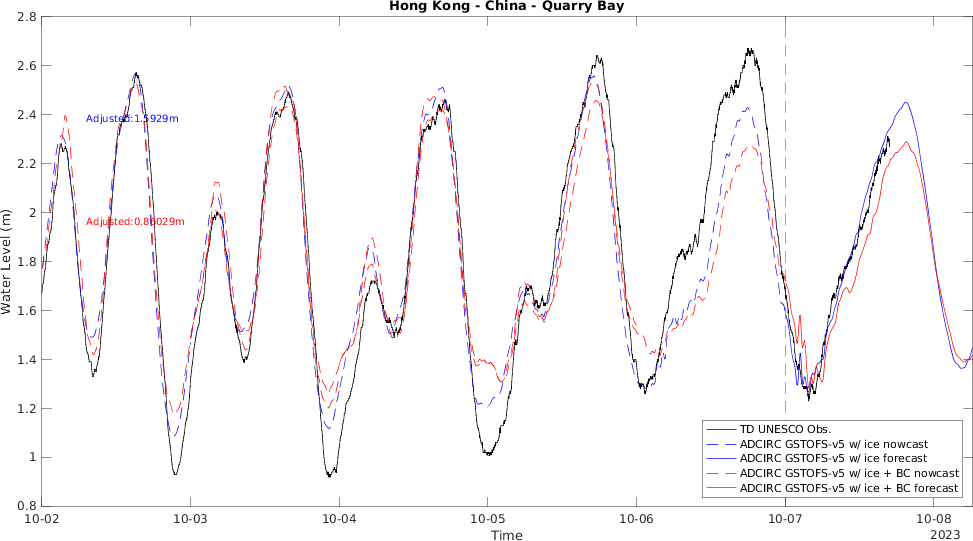 Hong Kong - China - Quarry Bay
2.8
2.6
2.4
2.2
2
1.8
1.6
1.4
1.2
1
0.8
Water Level (m)
Adjusted:1.5929m
Adjusted:0.86029m
TD UNESCO Obs.
ADCIRC GSTOFS-v5 w/ ice nowcast
ADCIRC GSTOFS-v5 w/ ice forecast
ADCIRC GSTOFS-v5 w/ ice + BC nowcast
ADCIRC GSTOFS-v5 w/ ice + BC forecast
10-02 10-03 10-04 10-05 10-06 10-07 10-08
Time
2023